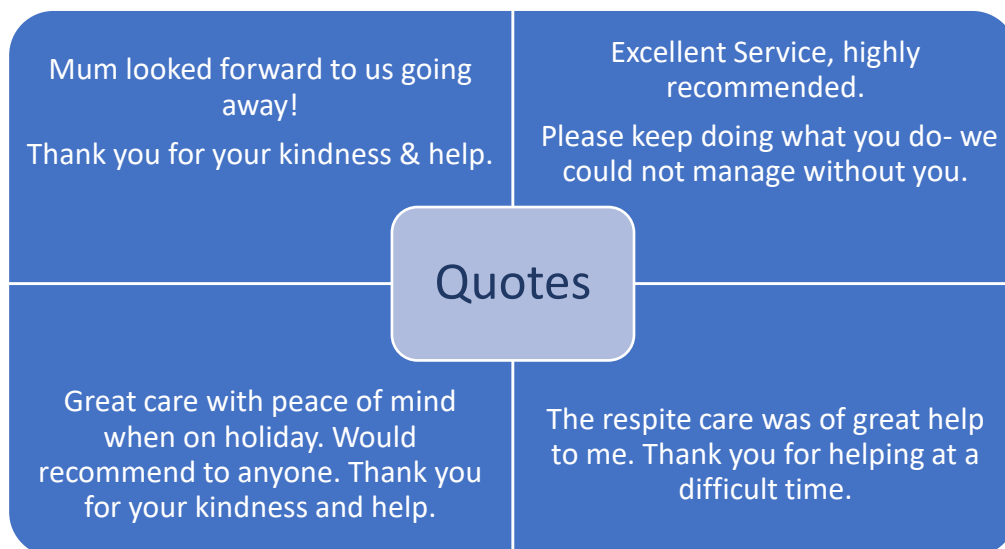 Mum looked forward to us going
away!
Thank you for your kindness & help.
Excellent Service, highly
recommended.
Please keep doing what you do- we
could not manage without you.
Quotes
Great care with peace of mind
when on holiday. Would
recommend to anyone. Thank you
for your kindness and help.
The respite care was of great help
to me. Thank you for helping at a
difficult time.